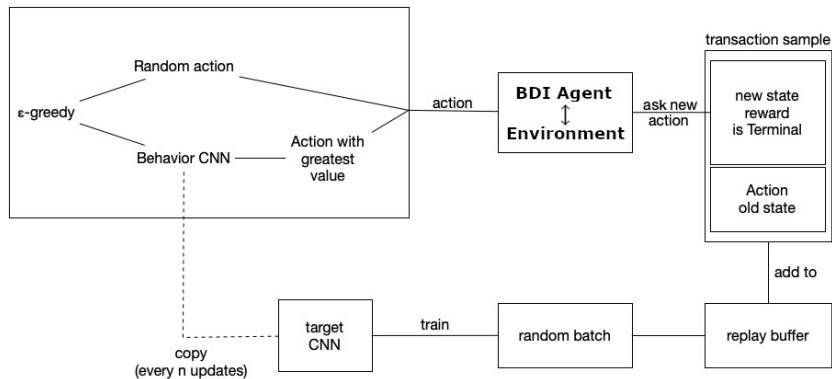 transaction sample
Random action
ε-greedy
Behavior CNN
Action with
greatest
value
action
BDI Agent
Environment
ask new
action
new state
reward
is Terminal
Action
old state
add to
replay buffer
random batch
train
target
CNN
copy
(every n updates)